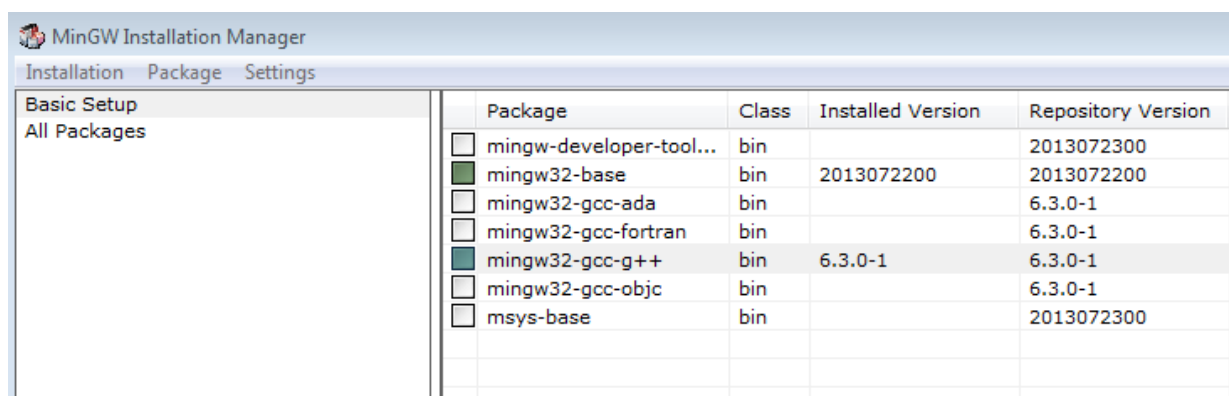 MinGW Installation Manager
Installation Package Settings
Basic Setup
All Packages
Package Class Installed Version Repository Version
mingw-developer-tool... bin 2013072300
mingw32-base bin 2013072200 2013072200
mingw32-gcc-ada bin 6.3.0-1
mingw32-gcc-fortran bin 6.3.0-1
mingw32-gcc-g++ bin 6.3.0-1 6.3.0-1
mingw32-gcc-objc bin 6.3.0-1
msys-base bin 2013072300